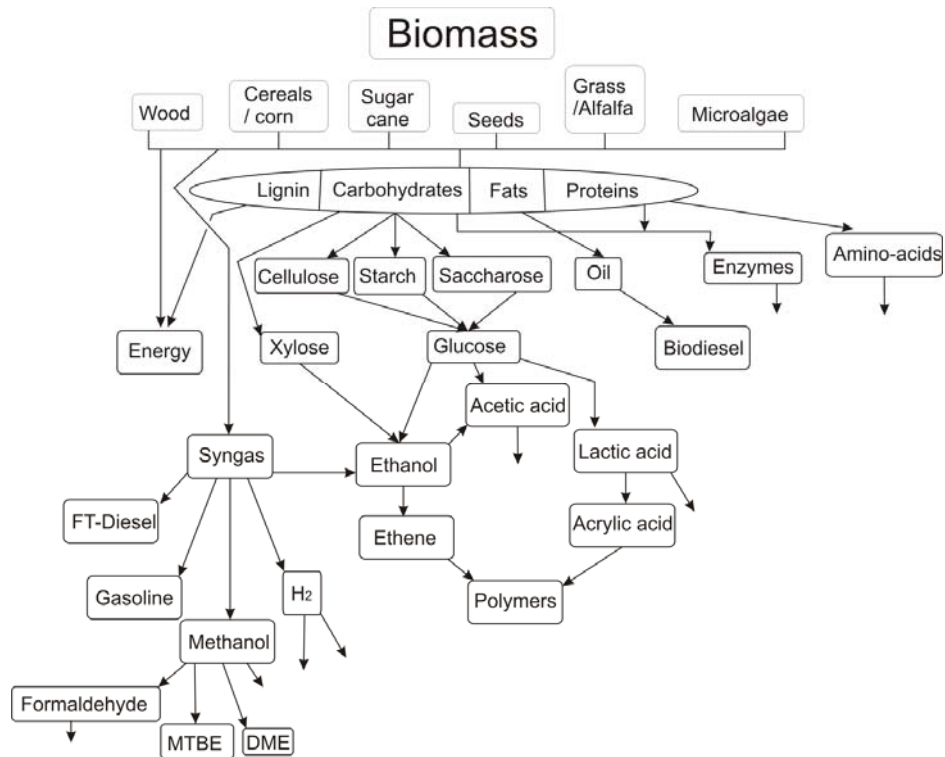 Biomass
Wood
Cereals
/ corn
Sugar
cane
Seeds
Grass
/Alfalfa
Microalgae
Lignin
Carbohydrates
Fats
Proteins
Cellulose
Starch
Saccharose
Oil
Enzymes
Amino-acids
Energy
Xylose
Glucose
Biodiesel
Acetic acid
Syngas
Ethanol
Lactic acid
FT-Diesel
Ethene
Acrylic acid
Gasoline
H2
Polymers
Methanol
Formaldehyde
MTBE
DME